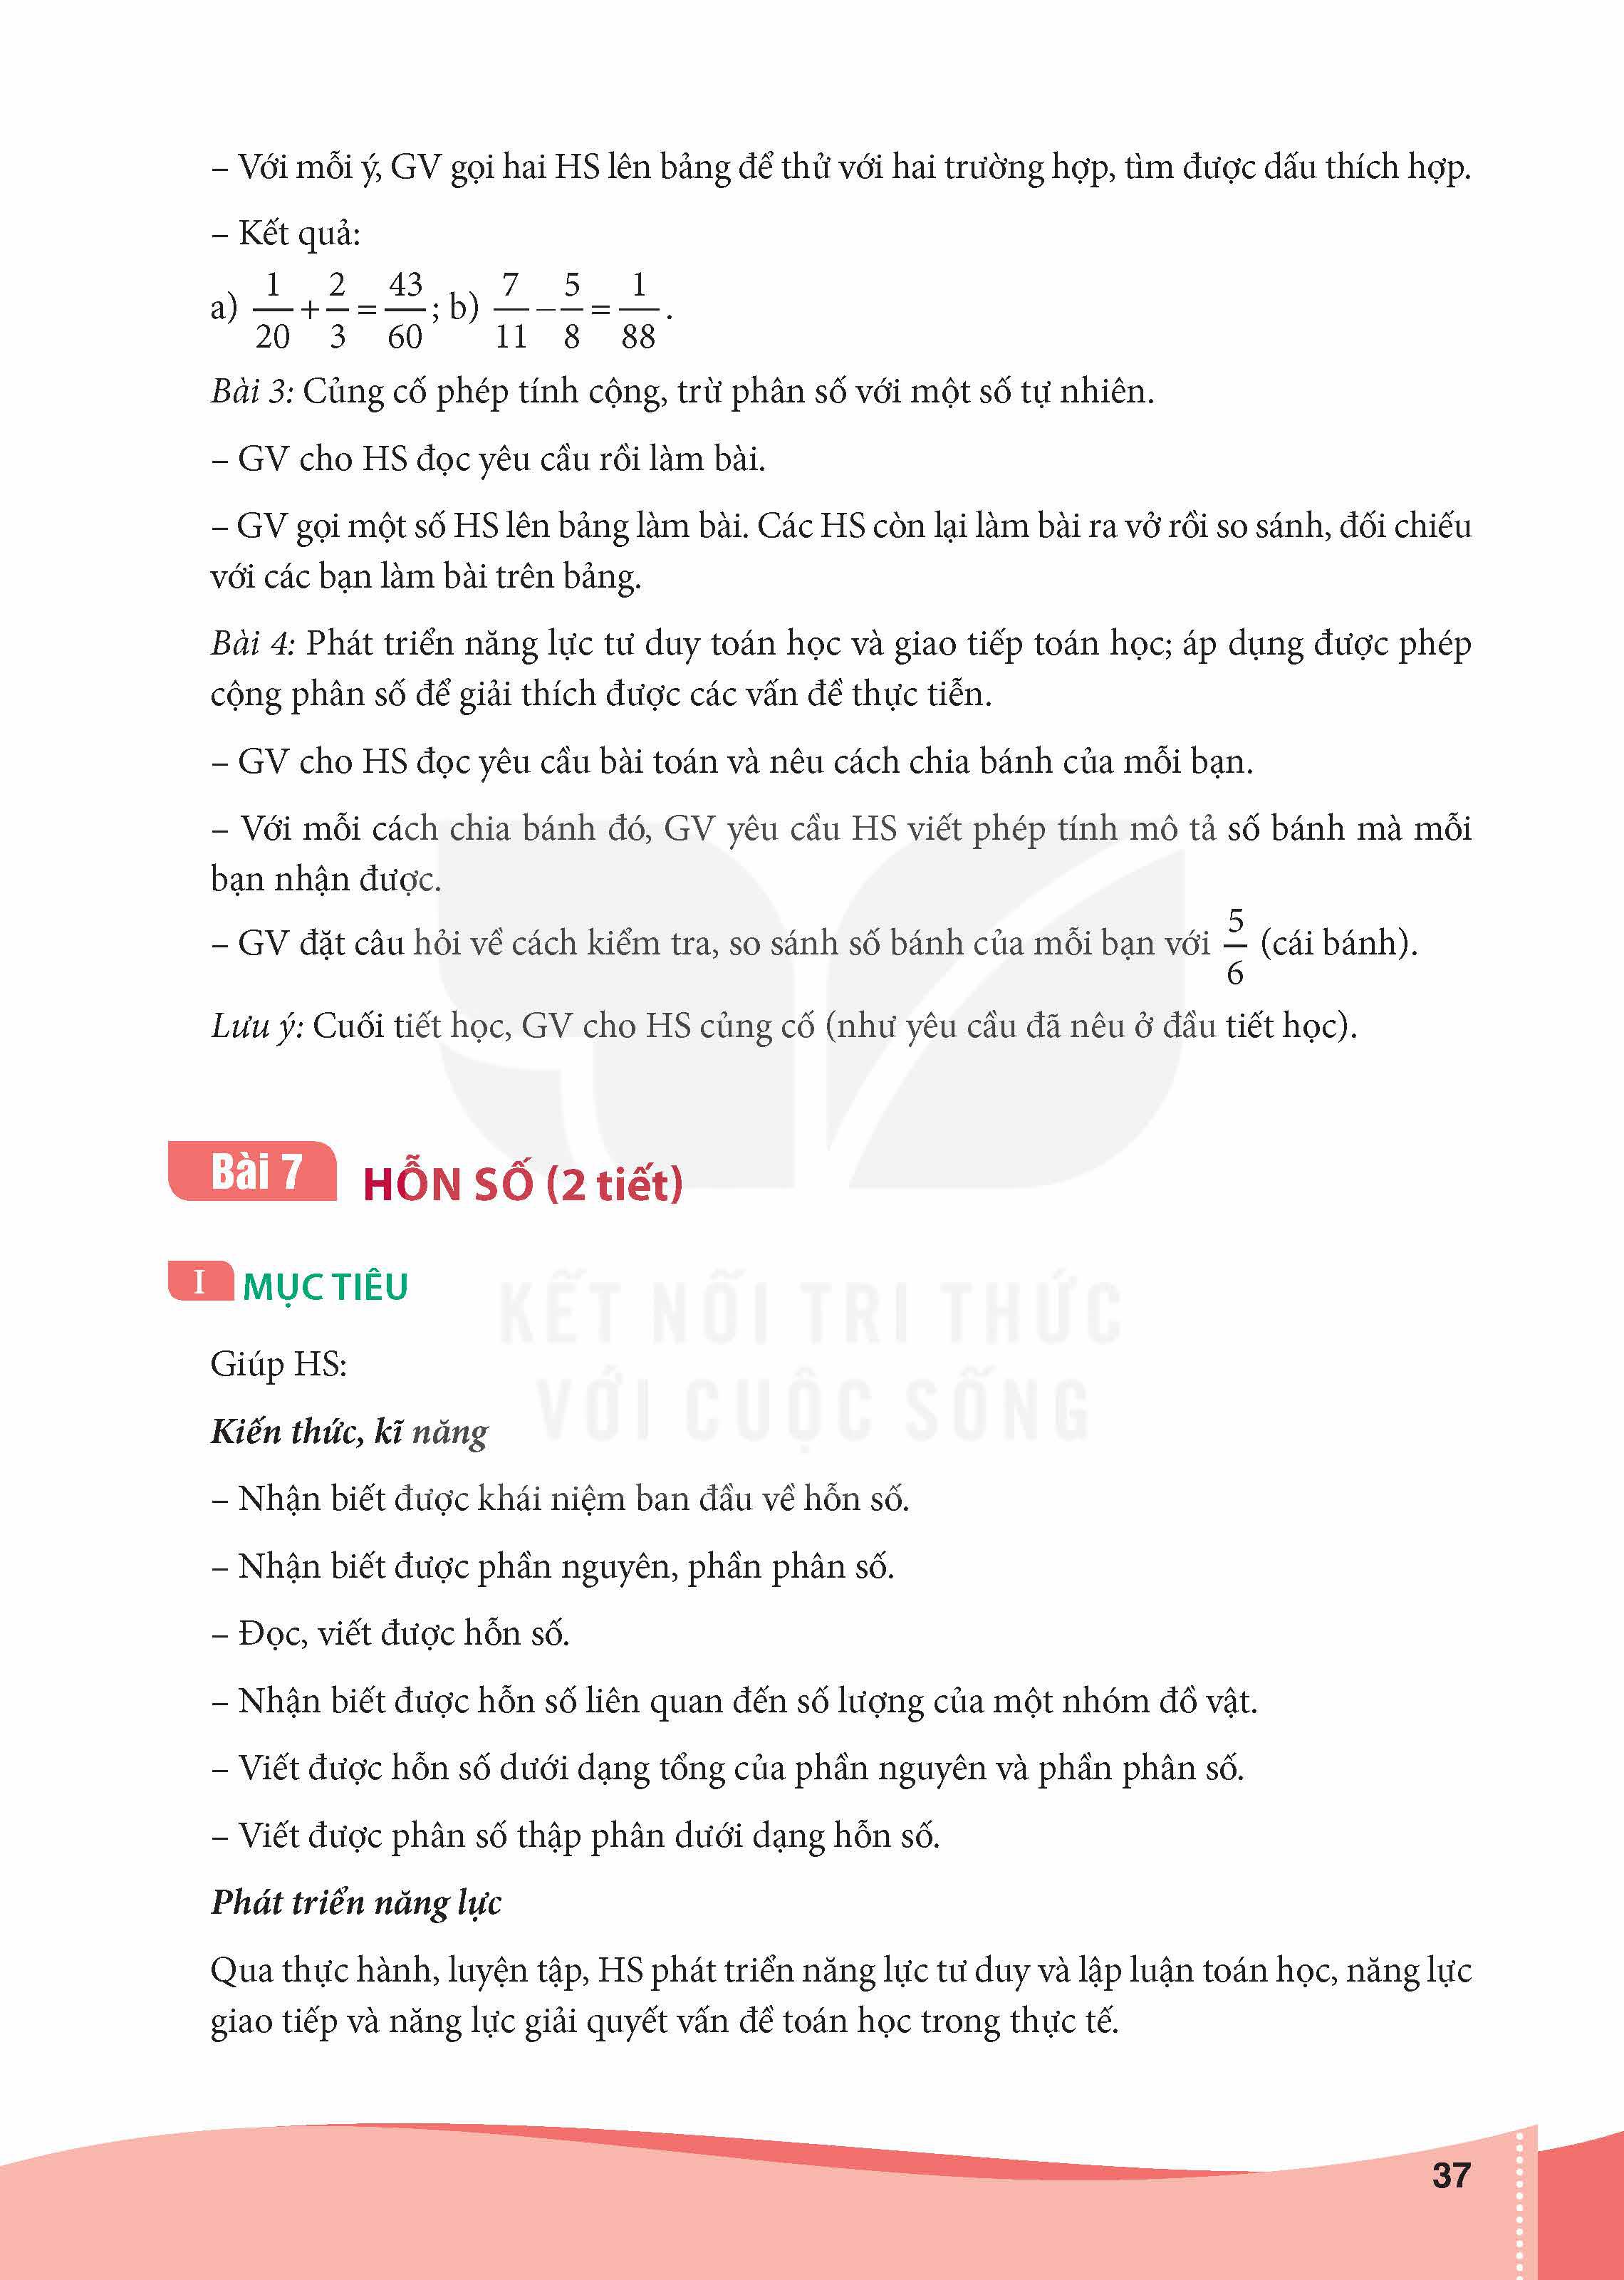 – Với mỗi ý, GV gọi hai HS lên bảng để thử với hai trường hợp, tìm được dấu thích hợp.
– Kết quả:
a) 1/20 + 2/3 = 43/60; b) 7/11 – 5/8 = 1/88.
Bài 3: Củng cố phép tính cộng, trừ phân số với một số tự nhiên.
– GV cho HS đọc yêu cầu rồi làm bài.
– GV gọi một số HS lên bảng làm bài. Các HS còn lại làm bài ra vở rồi so sánh, đối chiếu
với các bạn làm bài trên bảng.
Bài 4: Phát triển năng lực tư duy toán học và giao tiếp toán học; áp dụng được phép
cộng phân số để giải thích được các vấn đề thực tiễn.
– GV cho HS đọc yêu cầu bài toán và nêu cách chia bánh của mỗi bạn.
– Với mỗi cách chia bánh đó, GV yêu cầu HS viết phép tính mô tả số bánh mà mỗi
bạn nhận được.
– GV đặt câu hỏi về cách kiểm tra, so sánh số bánh của mỗi bạn với 5/6 (cái bánh).
Lưu ý: Cuối tiết học, GV cho HS củng cố (như yêu cầu đã nêu ở đầu tiết học).
Bài 7 HỖN SỐ (2 tiết)
I MỤC TIÊU
KẾT NỐI TRI THỨC
VỚI CUỘC SỐNG
Giúp HS:
Kiến thức, kĩ năng
– Nhận biết được khái niệm ban đầu về hỗn số.
– Nhận biết được phần nguyên, phần phân số.
– Đọc, viết được hỗn số.
– Nhận biết được hỗn số liên quan đến số lượng của một nhóm đồ vật.
– Viết được hỗn số dưới dạng tổng của phần nguyên và phần phân số.
– Viết được phân số thập phân dưới dạng hỗn số.
Phát triển năng lực
Qua thực hành, luyện tập, HS phát triển năng lực tư duy và lập luận toán học, năng lực
giao tiếp và năng lực giải quyết vấn đề toán học trong thực tế.
37